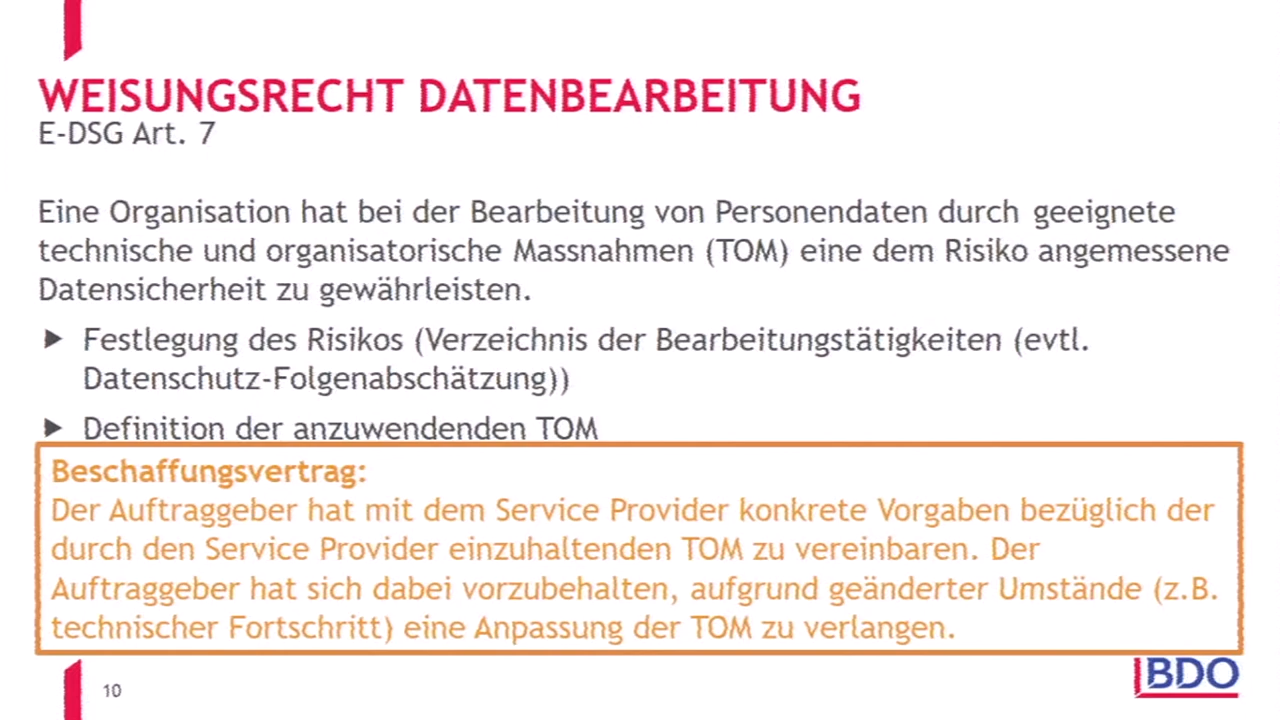 WEISUNGSRECHT DATENBEARBEITUNG
E-DSG Art. 7
Eine Organisation hat bei der Bearbeitung von Personendaten durch geeignete
technische und organisatorische Massnahmen (TOM) eine dem Risiko angemessene
Datensicherheit zu gewährleisten.
► Festlegung des Risikos (Verzeichnis der Bearbeitungstätigkeiten (evtl.
Datenschutz-Folgenabschätzung))
► Definition der anzuwendenden TOM
Beschaffungsvertrag:
Der Auftraggeber hat mit dem Service Provider konkrete Vorgaben bezüglich der
durch den Service Provider einzuhaltenden TOM zu vereinbaren. Der
Auftraggeber hat sich dabei vorzubehalten, aufgrund geänderter Umstände (z.B.
technischer Fortschritt) eine Anpassung der TOM zu verlangen.
10
BDO